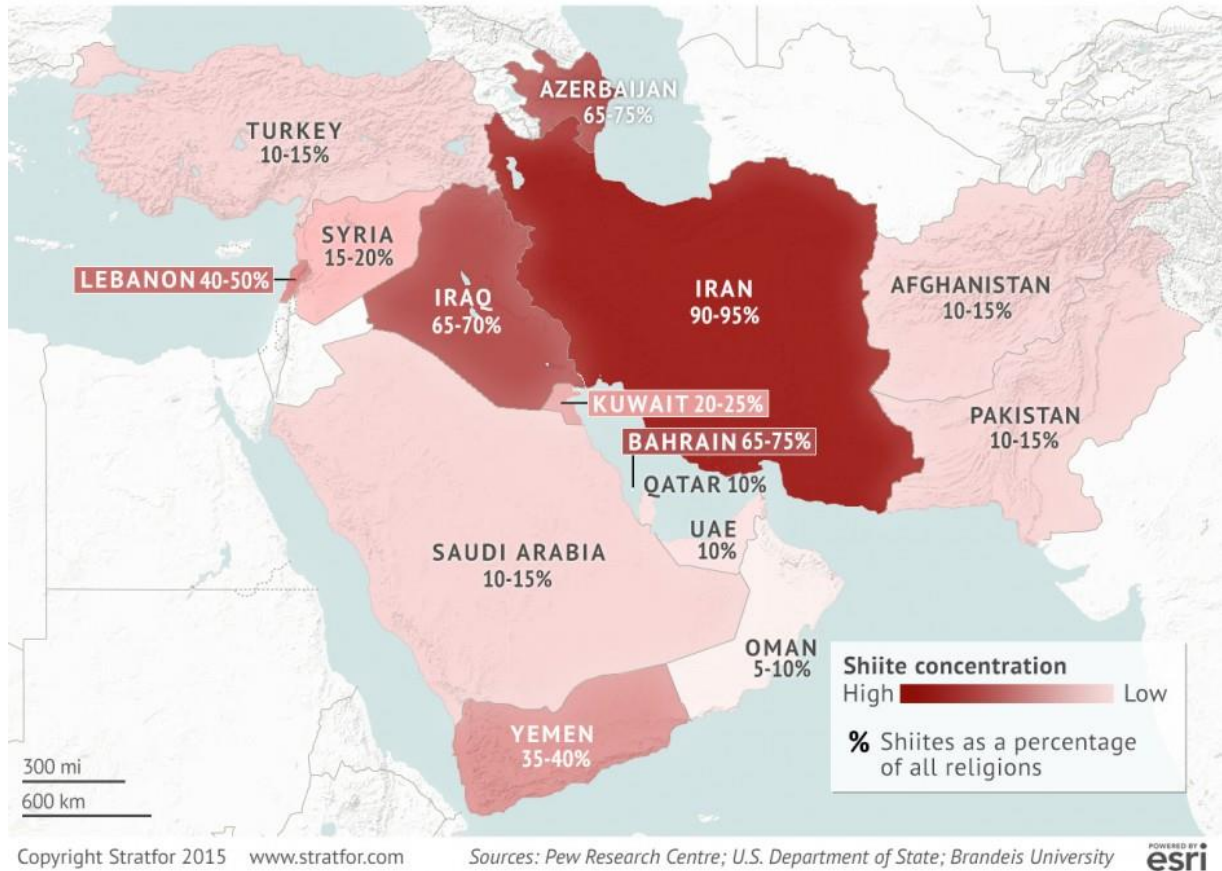 AZERBAIJAN
65-75%
TURKEY
10-15%
SYRIA
15-20%
LEBANON 40-50%
IRAQ
65-70%
IRAN
90-95%
AFGHANISTAN
10-15%
KUWAIT 20-25%
PAKISTAN
10-15%
BAHRAIN 65-75%
QATAR 10%
UAE
10%
SAUDI ARABIA
10-15%
OMAN
5-10%
YEMEN
35-40%
Shiite concentration
High Low
% Shiites as a percentage
of all religions
300 mi
600 km
Copyright Stratfor 2015 www.stratfor.com Sources: Pew Research Centre; U.S. Department of State; Brandeis University
POWERED BY
esri